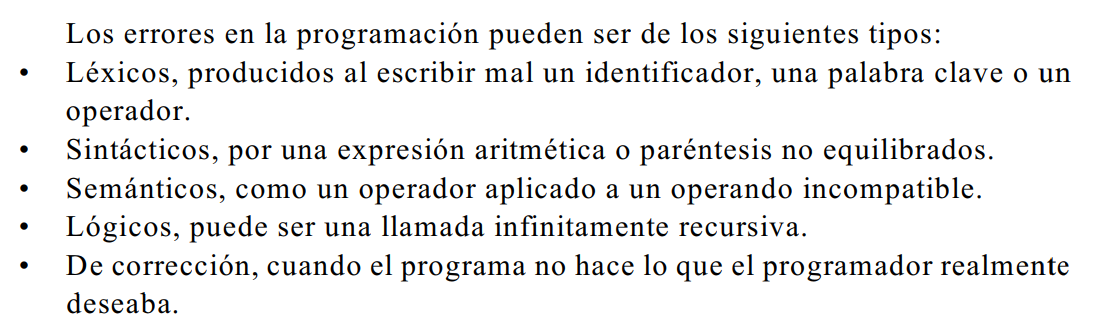 Los errores en la programación pueden ser de los siguientes tipos:
• Léxicos, producidos al escribir mal un identificador, una palabra clave o un
operador.
• Sintácticos, por una expresión aritmética o paréntesis no equilibrados.
• Semánticos, como un operador aplicado a un operando incompatible.
• Lógicos, puede ser una llamada infinitamente recursiva.
• De corrección, cuando el programa no hace lo que el programador realmente
deseaba.